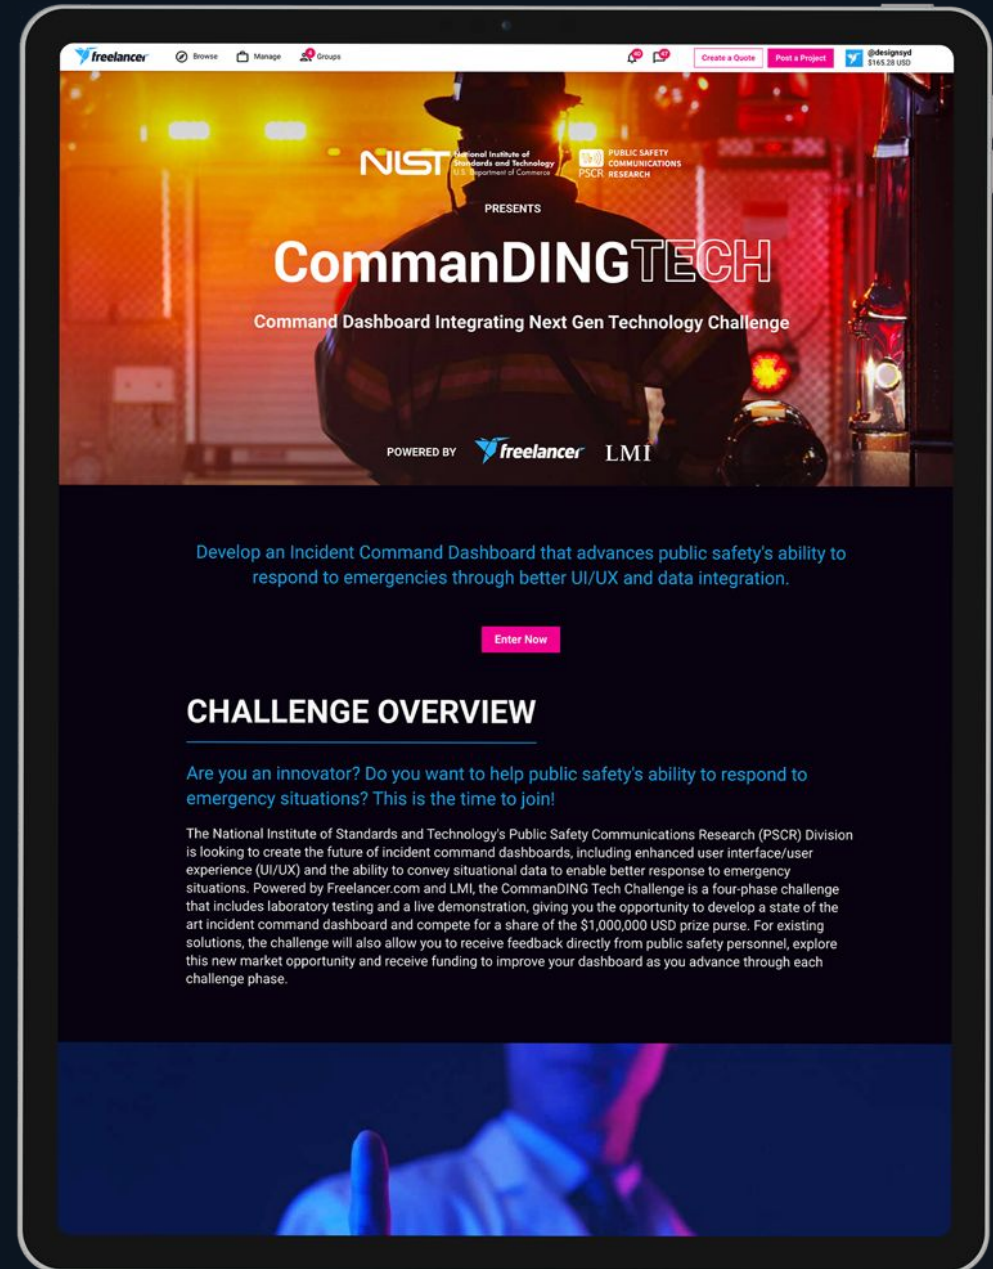 freelancer Browse Manage Groups Create a Quote Post a Project @designsyd
$165.28 USD
NIST National Institute of
Standards and Technology
U.S. Department of Commerce
PSCR PUBLIC SAFETY
COMMUNICATIONS
RESEARCH
PRESENTS
CommanDINGTECH
Command Dashboard Integrating Next Gen Technology Challenge
POWERED BY freelancer LMI
Develop an Incident Command Dashboard that advances public safety's ability to
respond to emergencies through better UI/UX and data integration.
Enter Now
CHALLENGE OVERVIEW
Are you an innovator? Do you want to help public safety's ability to respond to
emergency situations? This is the time to join!
The National Institute of Standards and Technology's Public Safety Communications Research (PSCR) Division
is looking to create the future of incident command dashboards, including enhanced user interface/user
experience (UI/UX) and the ability to convey situational data to enable better response to emergency
situations. Powered by Freelancer.com and LMI, the CommanDING Tech Challenge is a four-phase challenge
that includes laboratory testing and a live demonstration, giving you the opportunity to develop a state of the
art incident command dashboard and compete for a share of the $1,000,000 USD prize purse. For existing
solutions, the challenge will also allow you to receive feedback directly from public safety personnel, explore
this new market opportunity and receive funding to improve your dashboard as you advance through each
challenge phase.